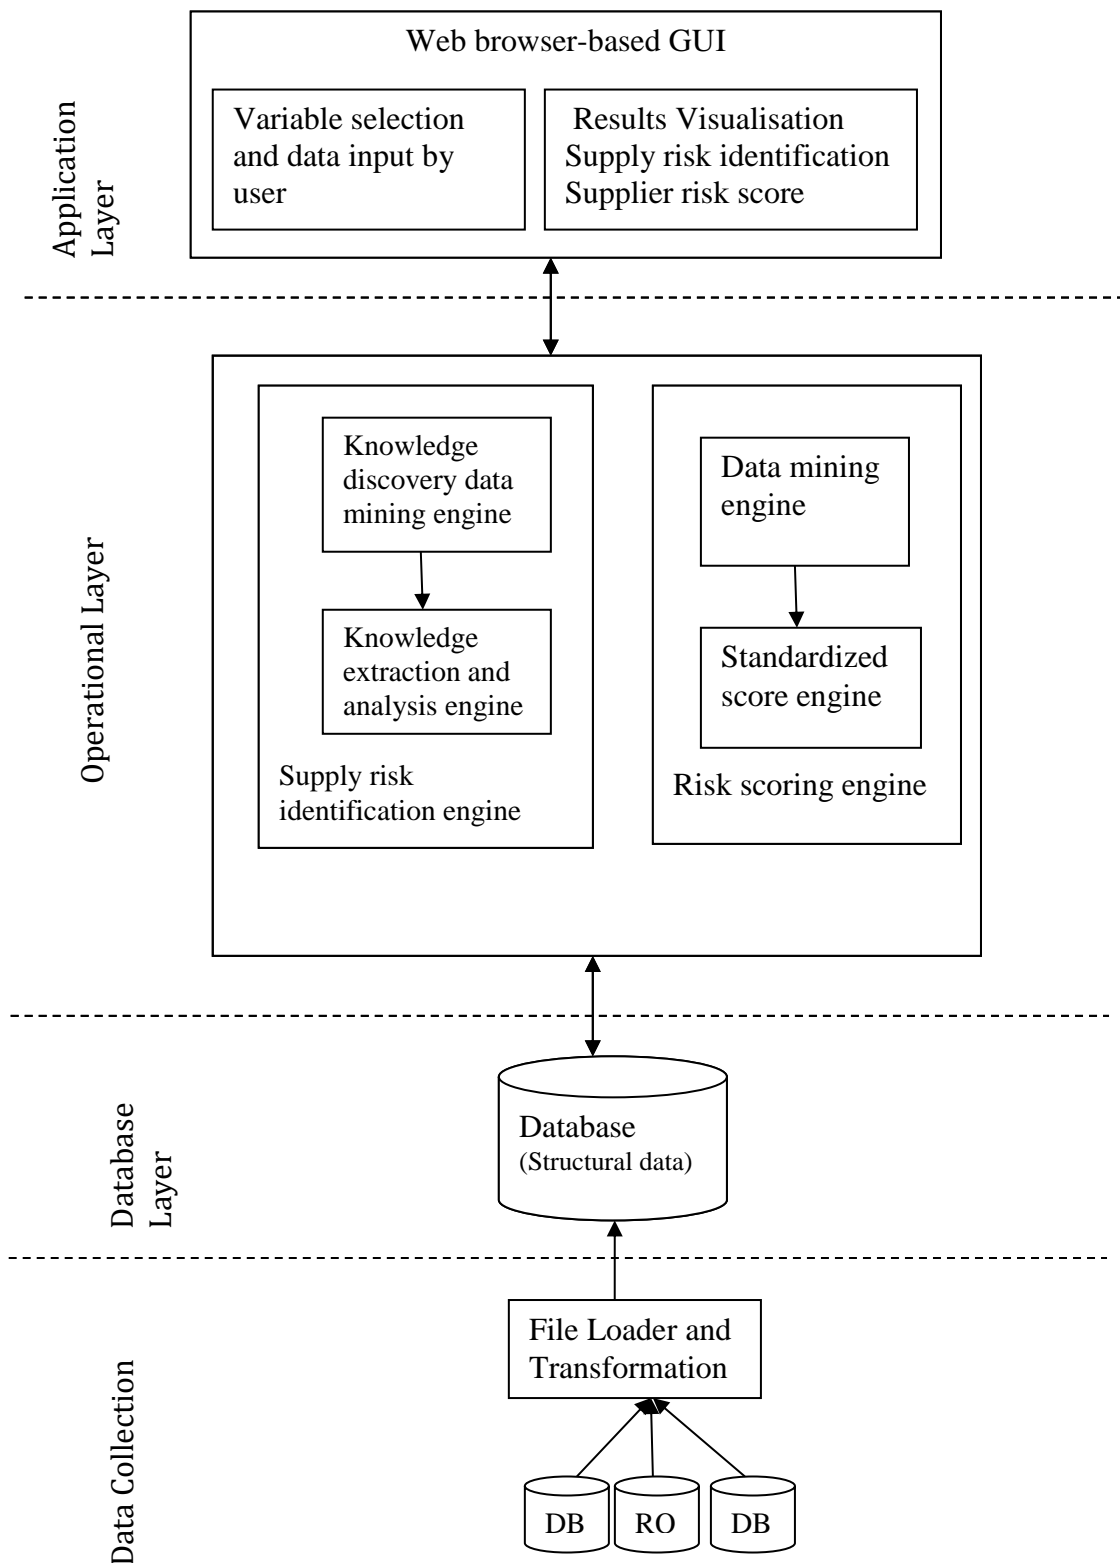 Web browser-based GUI
Variable selection
and data input by
user
Results Visualisation
Supply risk identification
Supplier risk score
Application
Layer
Knowledge
discovery data
mining engine
Knowledge
extraction and
analysis engine
Supply risk
identification engine
Data mining
engine
Standardized
score engine
Risk scoring engine
Operational Layer
Database
(Structural data)
Database
Layer
File Loader and
Transformation
DB
RO
DB
Data Collection